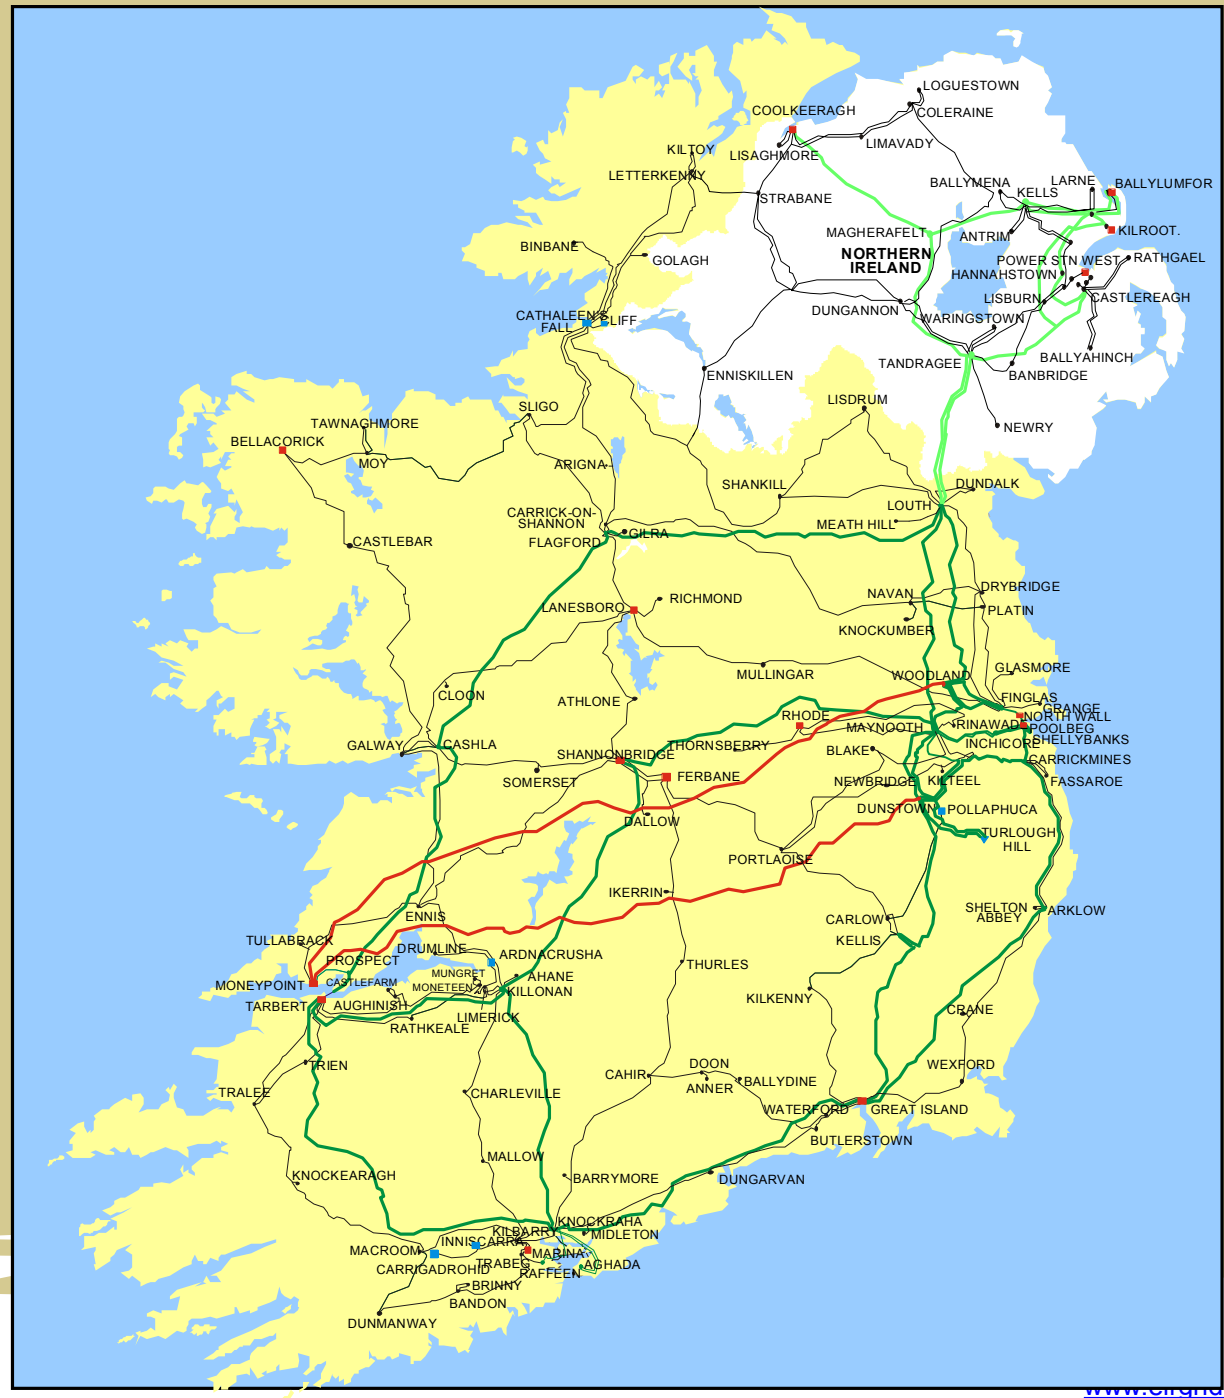 LOGUESTOWN
COOLKEERAGH
COLERAINE
LIMAVADY
KILTOY
LISAGHMORE
LETTERKENNY
BALLYMENA
LARNE
BALLYLUMFOR
KELLS
STRABANE
MAGHERAFELT
ANTRIM
KILROOT.
BINBANE
GOLAGH
NORTHERN
IRELAND
POWER STN WEST
RATHGAEL
HANNAHSTOWN
LISBURN
CASTLEREAGH
DUNGANNON
CATHALEEN'S
FALL
CLIFF
WARINGSTOWN
BALLYAHINCH
TANDRAGEE
BANBRIDGE
ENNISKILLEN
LISDRUM
SLIGO
TAWNAGHMORE
NEWRY
BELLACORICK
MOY
ARIGNA
SHANKILL
DUNDALK
LOUTH
CARRICK-ON-
SHANNON
MEATH HILL
GILRA
FLAGFORD
CASTLEBAR
DRYBRIDGE
NAVAN
RICHMOND
LANESBORO
PLATIN
KNOCKUMBER
GLASMORE
MULLINGAR
WOODLAND
CLOON
ATHLONE
FINGLAS
GRANGE
RHODE
NORTH WALL
RINAWADE
MAYNOOTH
POOLBEG
SHELLYBANKS
GALWAY
CASHLA
THORNSBERRY
INCHICORE
BLAKE
SHANNONBRIDGE
CARRICKMINES
SOMERSET
FERBANE
NEWBRIDGE
KILTEEL
FASSAROE
DUNSTOWN
POLLAPHUCA
DALLOW
TURLOUGH
HILL
PORTLAOISE
IKERRIN
SHELTON
ABBEY
ARKLOW
ENNIS
CARLOW
TULLABRACK
KELLIS
DRUMLINE
ARDNACRUSHA
PROSPECT
THURLES
MUNGRET
AHANE
MONEYPOINT
CASTLEFARM
MONETEEN
KILLONAN
KILKENNY
TARBERT
AUGHINISH
CRANE
LIMERICK
RATHKEALE
TRIEN
DOON
WEXFORD
CAHIR
TRALEE
ANNER
BALLYDINE
CHARLEVILLE
WATERFORD
GREAT ISLAND
BUTLERSTOWN
MALLOW
KNOCKEARAGH
BARRYMORE
DUNGARVAN
KNOCKRAHA
KILBARRY
MIDLETON
INNISCARRA
MACROOM
MARINA
TRABEG
CARRIGADROHID
AGHADA
RAFFEEN
BRINNY
BANDON
DUNMANWAY